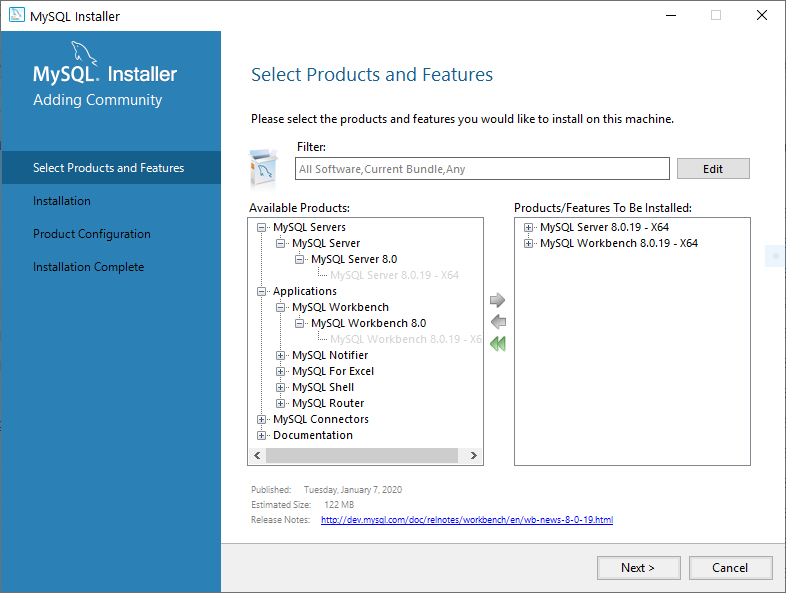 MySQL Installer
MySQL. Installer
Adding Community
Select Products and Features
Installation
Product Configuration
Installation Complete
Select Products and Features
Please select the products and features you would like to install on this machine.
Filter:
All Software,Current Bundle,Any
Edit
Available Products:
MySQL Servers
MySQL Server
MySQL Server 8.0
MySQL Server 8.0.19 - X64
Applications
MySQL Workbench
MySQL Workbench 8.0
MySQL Workbench 8.0.19 - X6
MySQL Notifier
MySQL For Excel
MySQL Shell
MySQL Router
MySQL Connectors
Documentation
Products/Features To Be Installed:
MySQL Server 8.0.19 - X64
MySQL Workbench 8.0.19 - X64
Published: Tuesday, January 7, 2020
Estimated Size: 122 MB
Release Notes: http://dev.mysql.com/doc/relnotes/workbench/en/wb-news-8-0-19.html
Next >
Cancel